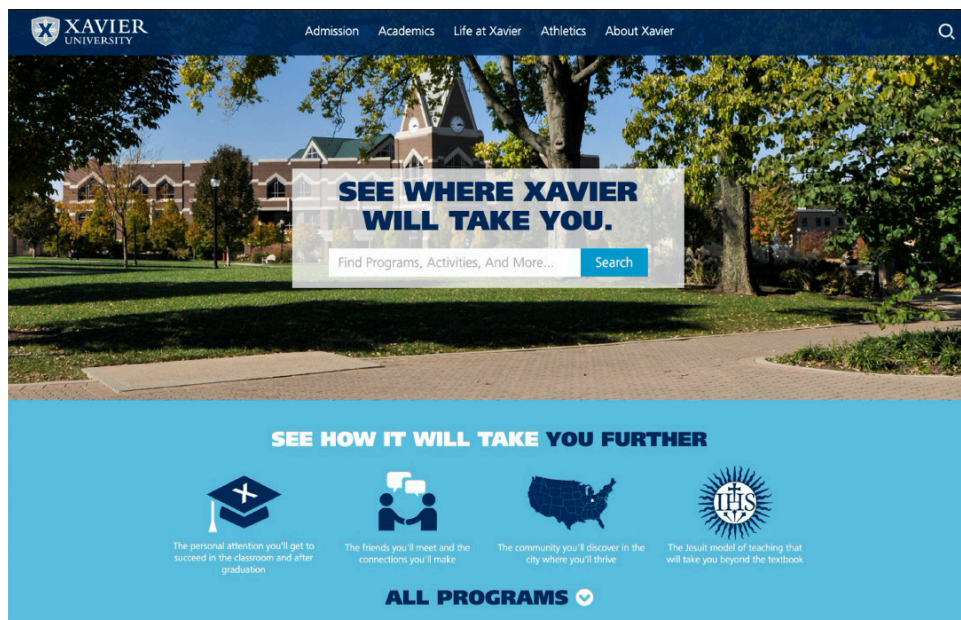 XAVIER
UNIVERSITY
Admission Academics Life at Xavier Athletics About Xavier
SEE WHERE XAVIER
WILL TAKE YOU.
Find Programs, Activities, And More... Search
SEE HOW IT WILL TAKE YOU FURTHER
X
IHS
The personal attention you'll get to
succeed in the classroom and after
graduation
The friends you'll meet and the
connections you'll make
The community you'll discover in the
city where you'll thrive
The Jesuit model of teaching that
will take you beyond the textbook
ALL PROGRAMS